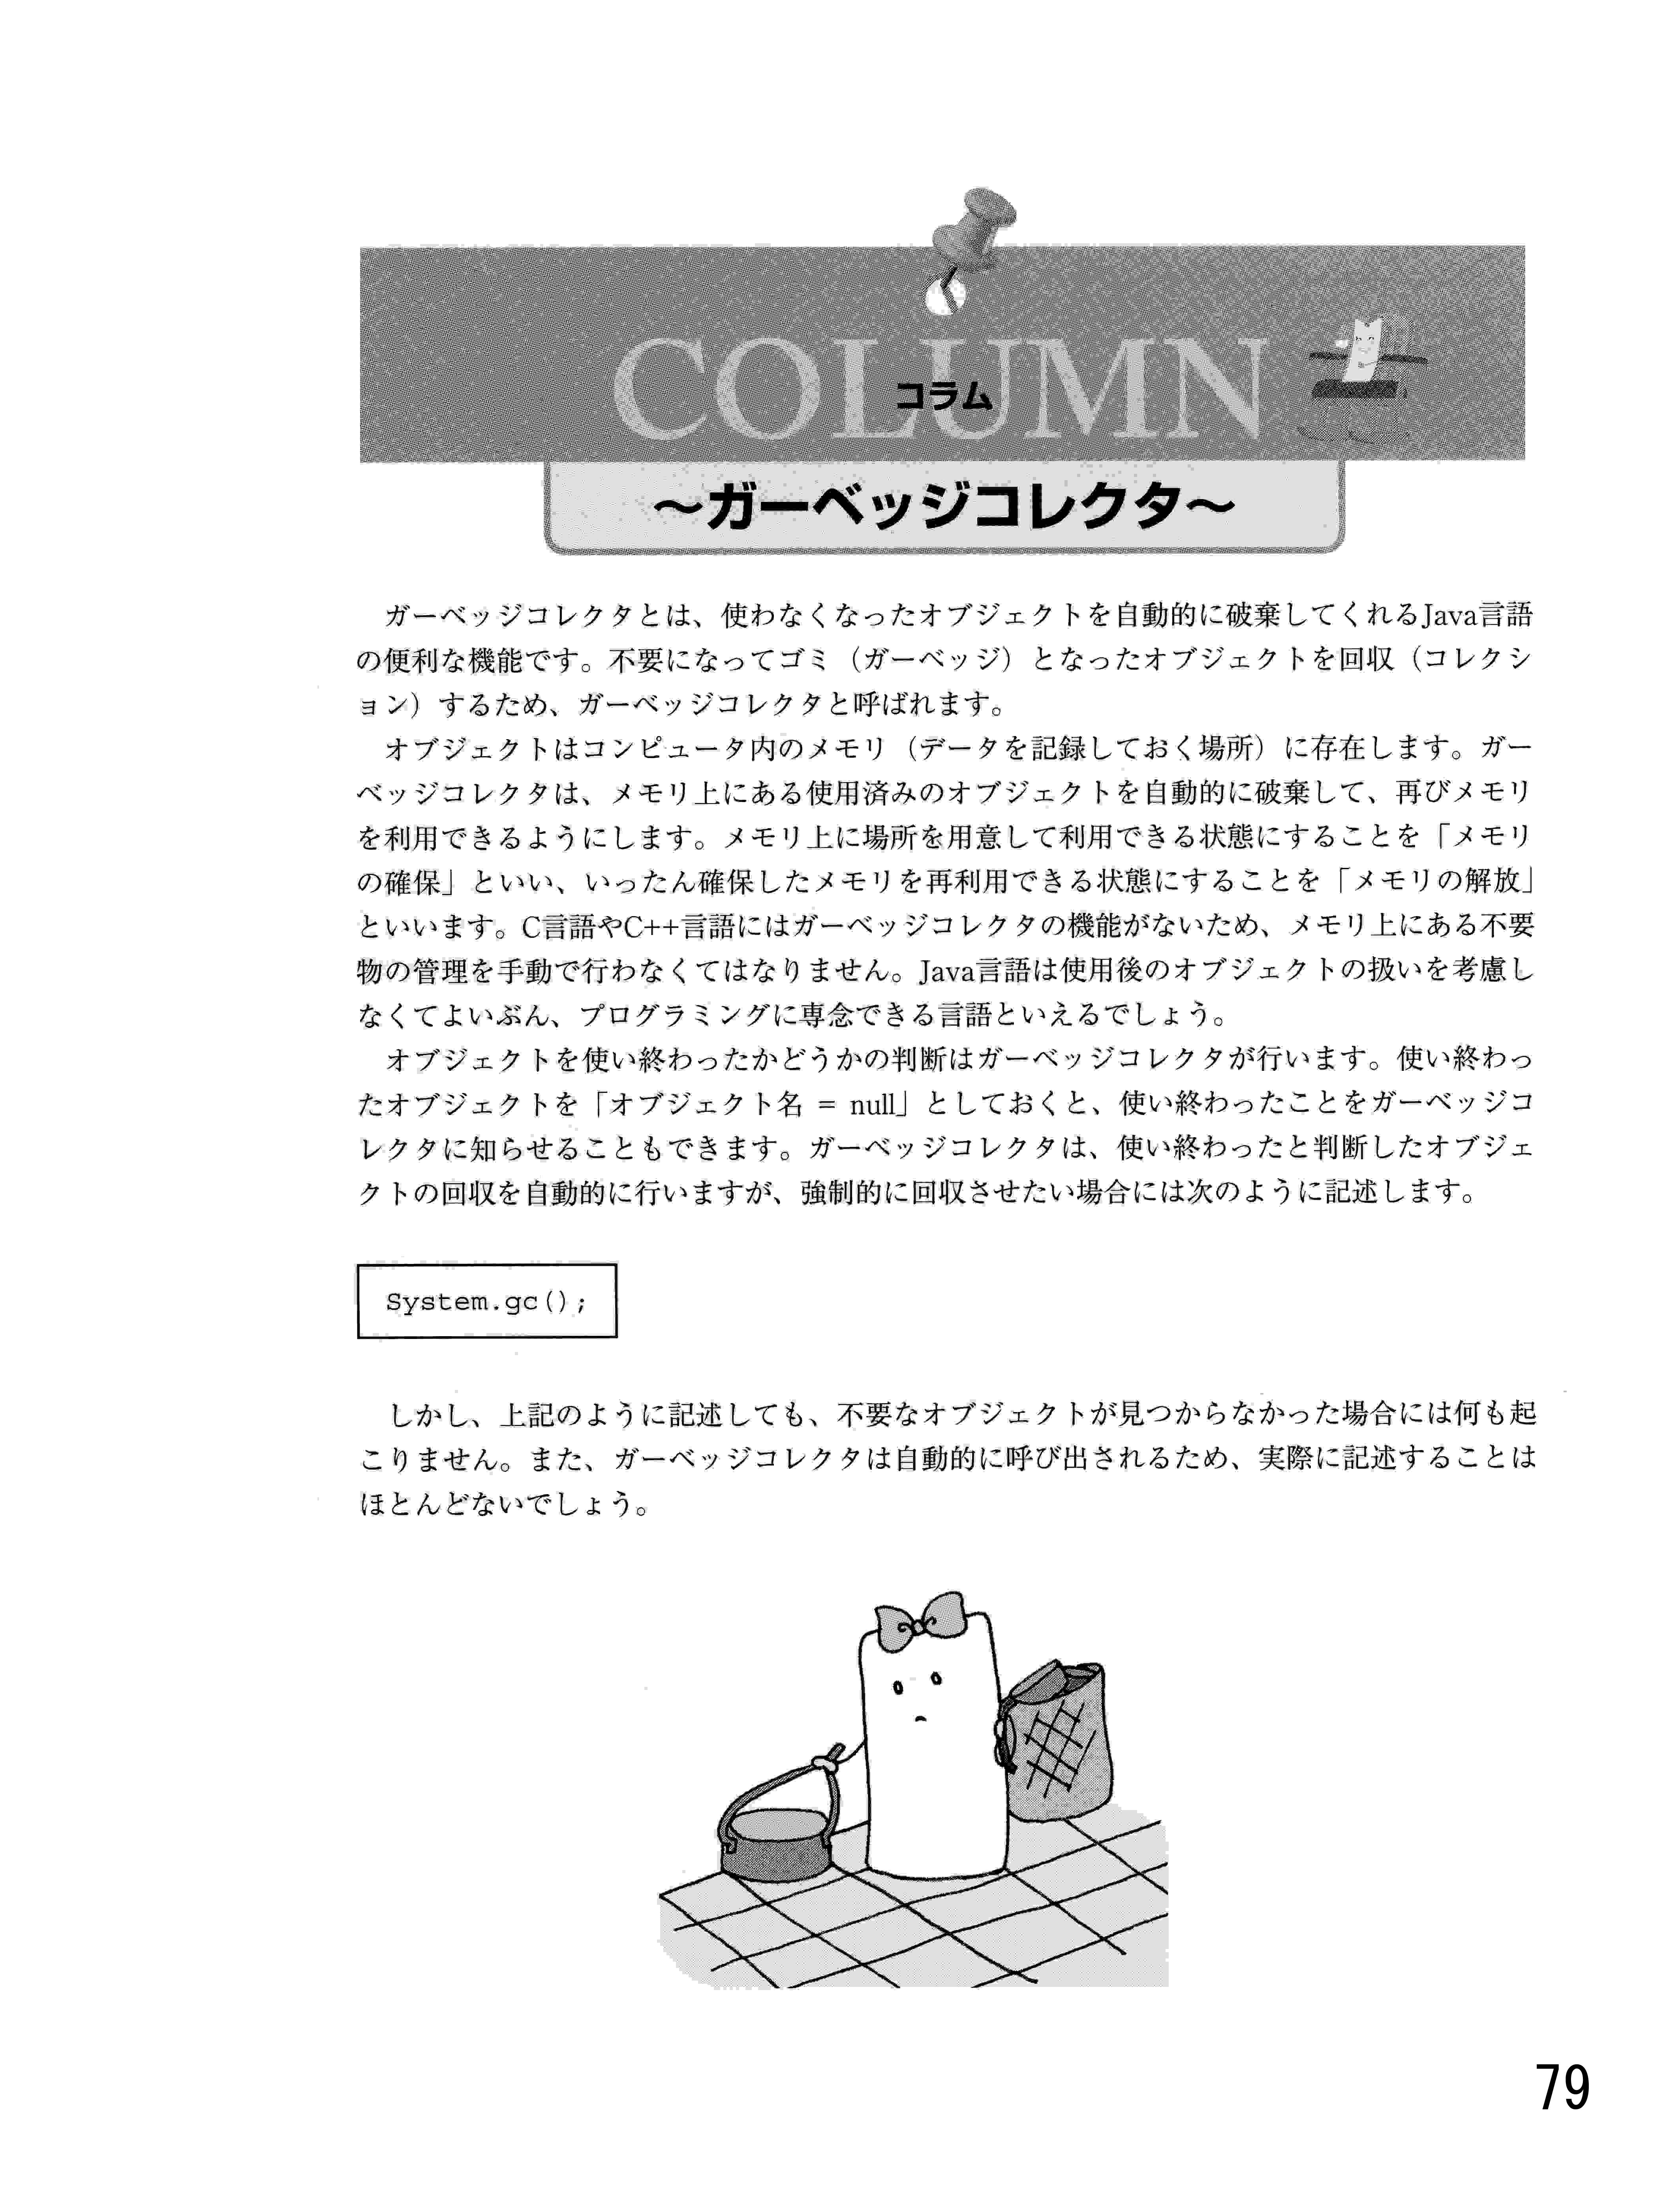 COLUMN
コラム
～ガーベッジコレクタ～
ガーベッジコレクタとは、使わなくなったオブジェクトを自動的に破棄してくれるJava言語
の便利な機能です。不要になってゴミ（ガーベッジ）となったオブジェクトを回収（コレクシ
ョン）するため、ガーベッジコレクタと呼ばれます。
オブジェクトはコンピュータ内のメモリ（データを記録しておく場所）に存在します。ガー
ベッジコレクタは、メモリ上にある使用済みのオブジェクトを自動的に破棄して、再びメモリ
を利用できるようにします。メモリ上に場所を用意して利用できる状態にすることを「メモリ
の確保」といい、いったん確保したメモリを再利用できる状態にすることを「メモリの解放」
といいます。C言語やC++言語にはガーベッジコレクタの機能がないため、メモリ上にある不要
物の管理を手動で行わなくてはなりません。Java言語は使用後のオブジェクトの扱いを考慮し
なくてよいぶん、プログラミングに専念できる言語といえるでしょう。
オブジェクトを使い終わったかどうかの判断はガーベッジコレクタが行います。使い終わっ
たオブジェクトを「オブジェクト名 = null」としておくと、使い終わったことをガーベッジコ
レクタに知らせることもできます。ガーベッジコレクタは、使い終わったと判断したオブジェ
クトの回収を自動的に行いますが、強制的に回収させたい場合には次のように記述します。
System.gc();
しかし、上記のように記述しても、不要なオブジェクトが見つからなかった場合には何も起
こりません。また、ガーベッジコレクタは自動的に呼び出されるため、実際に記述することは
ほとんどないでしょう。
79